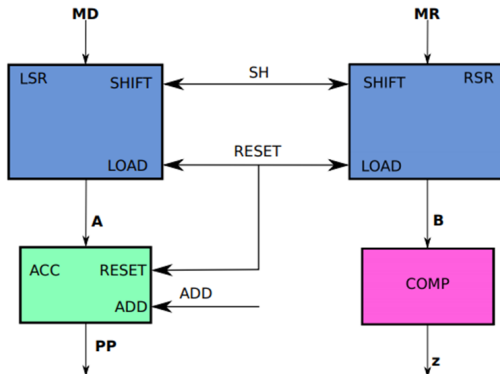 MD
MR
LSR
SHIFT
SH
SHIFT
RSR
LOAD
RESET
LOAD
A
B
ACC
RESET
ADD
ADD
COMP
PP
z